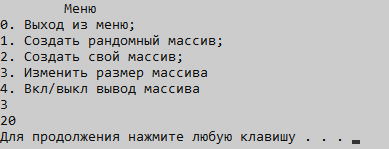 Меню
0. Выход из меню;
1. Создать рандомный массив;
2. Создать свой массив;
3. Изменить размер массива
4. Вкл/выкл вывод массива
3
20
Для продолжения нажмите любую клавишу . . .